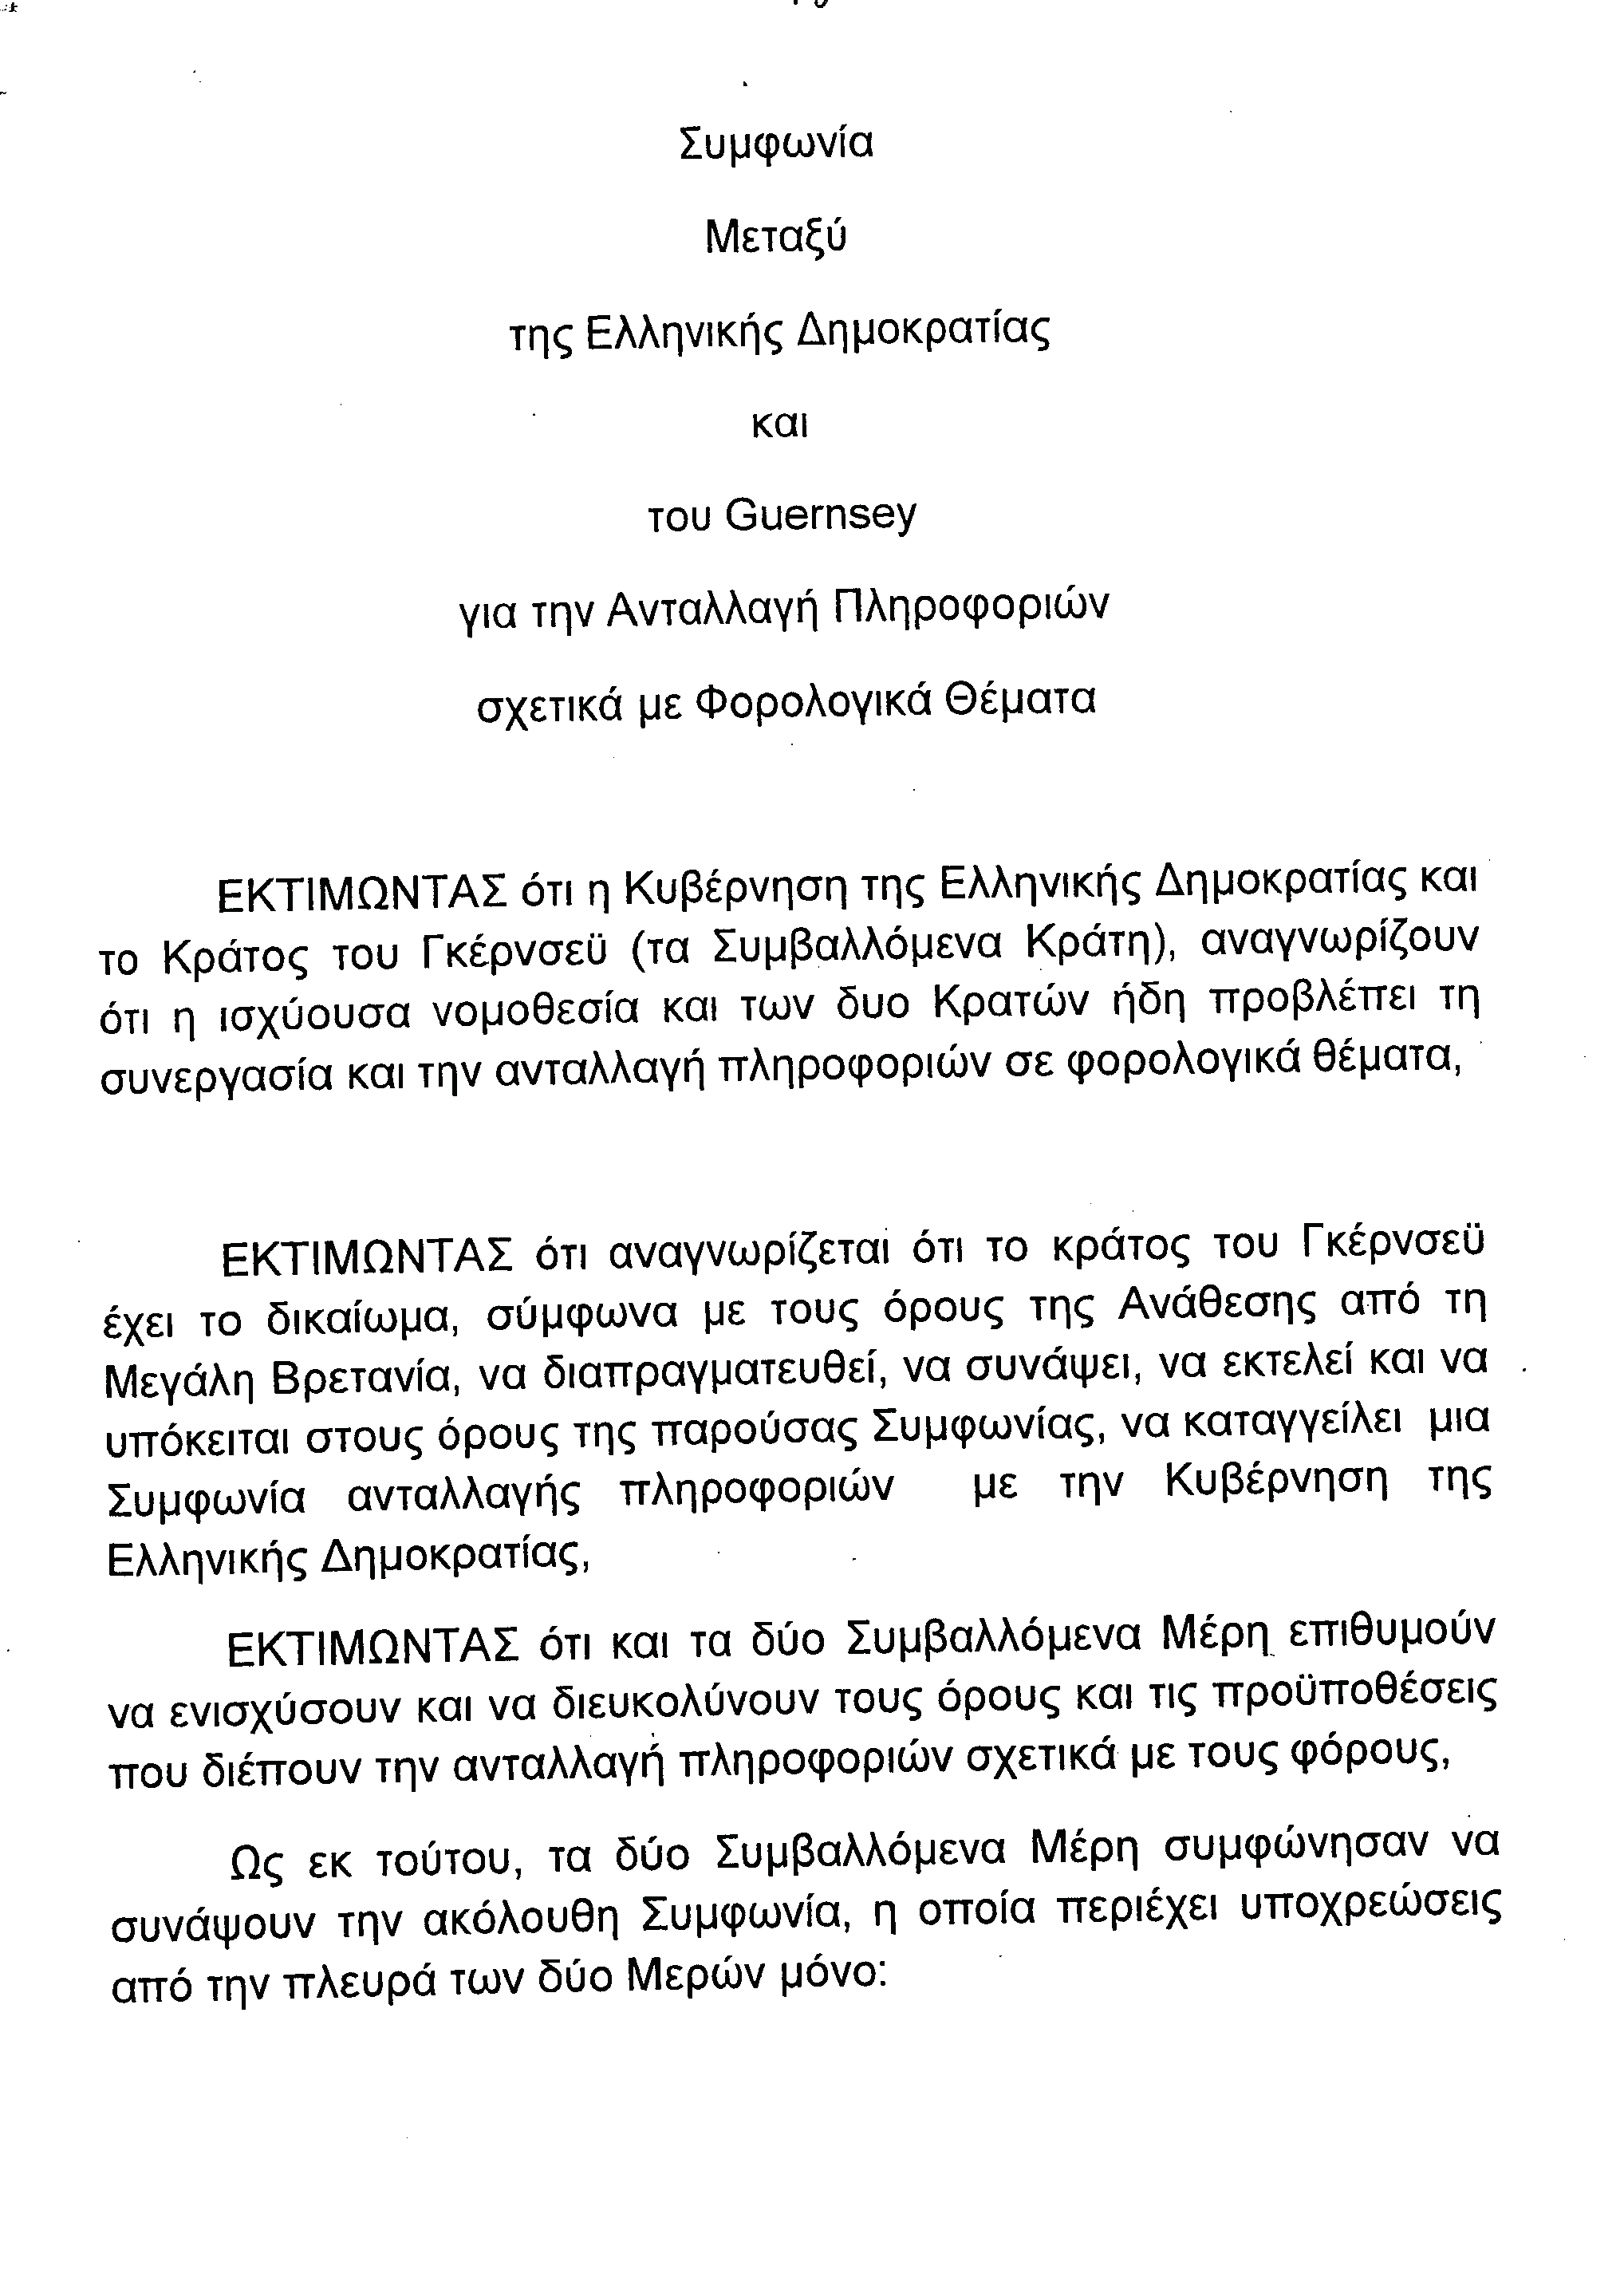 Συμφωνία
Μεταξύ
της Ελληνικής Δημοκρατίας
και
του Guernsey
για την Ανταλλαγή Πληροφοριών
σχετικά με Φορολογικά Θέματα
ΕΚΤΙΜΩΝΤΑΣ ότι η Κυβέρνηση της Ελληνικής Δημοκρατίας και
το Κράτος του Γκέρνσεϋ (τα Συμβαλλόμενα Κράτη), αναγνωρίζουν
ότι η ισχύουσα νομοθεσία και των δυο Κρατών ήδη προβλέπει τη
συνεργασία και την ανταλλαγή πληροφοριών σε φορολογικά θέματα,
ΕΚΤΙΜΩΝΤΑΣ ότι αναγνωρίζεται ότι το κράτος του Γκέρνσεϋ
έχει το δικαίωμα, σύμφωνα με τους όρους της Ανάθεσης από τη
Μεγάλη Βρετανία, να διαπραγματευθεί, να συνάψει, να εκτελεί και να
υπόκειται στους όρους της παρούσας Συμφωνίας, να καταγγείλει μια
Συμφωνία ανταλλαγής πληροφοριών με την Κυβέρνηση της
Ελληνικής Δημοκρατίας,
ΕΚΤΙΜΩΝΤΑΣ ότι και τα δύο Συμβαλλόμενα Μέρη επιθυμούν
να ενισχύσουν και να διευκολύνουν τους όρους και τις προϋποθέσεις
που διέπουν την ανταλλαγή πληροφοριών σχετικά με τους φόρους,
Ως εκ τούτου, τα δύο Συμβαλλόμενα Μέρη συμφώνησαν να
συνάψουν την ακόλουθη Συμφωνία, η οποία περιέχει υποχρεώσεις
από την πλευρά των δύο Μερών μόνο: